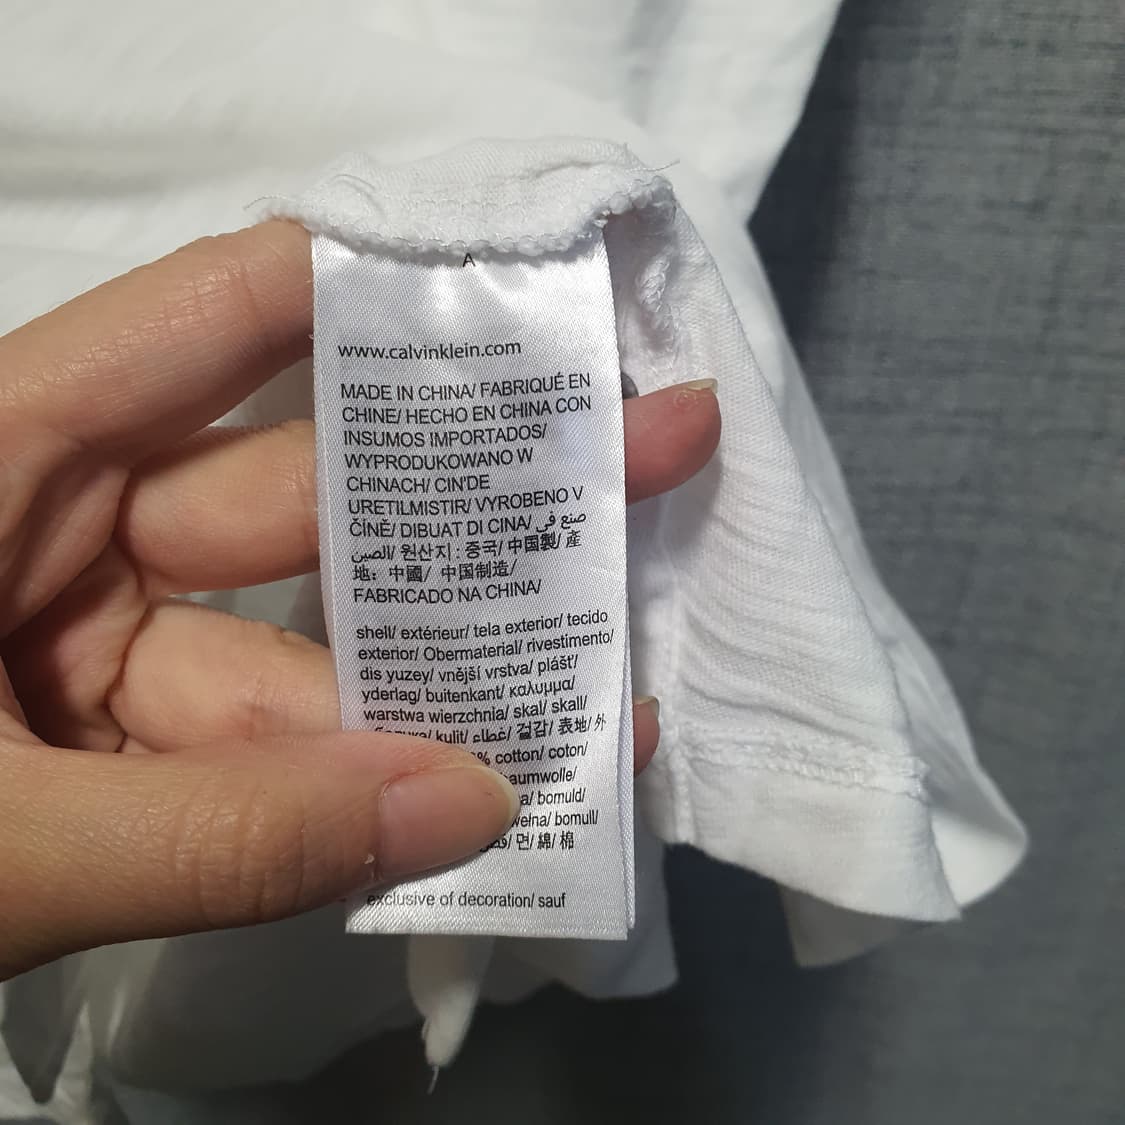 A
www.calvinklein.com
MADE IN CHINA/ FABRIQUÉ EN
CHINE/ HECHO EN CHINA CON
INSUMOS IMPORTADOS/
WYPRODUKOWANO W
CHINACH/ CIN'DE
URETILMISTIR/ VYROBENO V
ČÍNĚ/ DIBUAT DI CINA/ صنع في
الصين/ 원산지 : 중국/ 中国製/ 產
地: 中國/ 中国制造/
FABRICADO NA CHINA/
shell/ extérieur/ tela exterior/ tecido
exterior/ Obermaterial/ rivestimento/
dis yuzey/ vnější vrstva/ plášť/
yderlag/ buitenkant/ καλυμμα/
warstwa wierzchnia/ skal/ skall/
kulit/ غطاء/ 겉감/ 表地/ 外
% cotton/ coton/
aumwolle/
a/ bomuld/
wełna/ bomull/
면/ 綿/ 棉
exclusive of decoration/ sauf